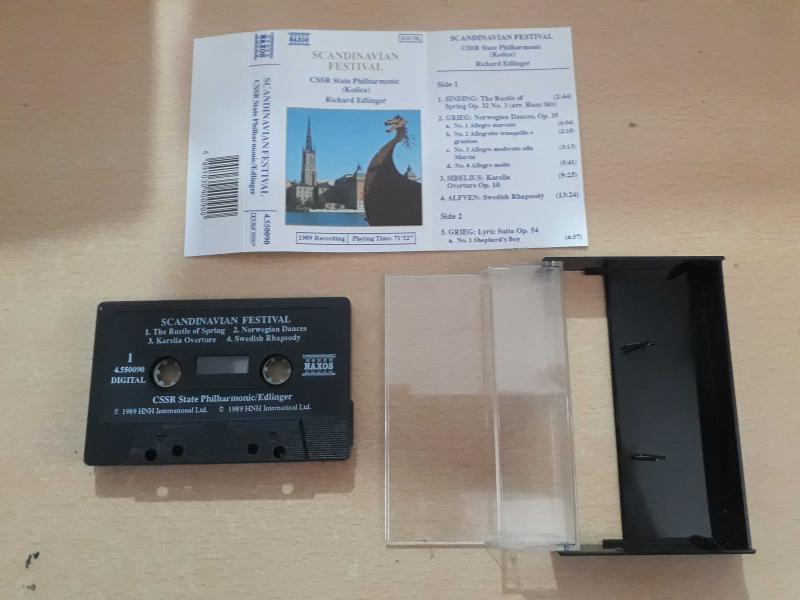 NAXOS
SCANDINAVIAN FESTIVAL
CSSR State Philharmonic/Edlinger
4.550090
NAXOS
DIGITAL
SCANDINAVIAN
FESTIVAL
CSSR State Philharmonic
(Košice)
Richard Edlinger
1989 Recording
Playing Time: 71'52"
SCANDINAVIAN FESTIVAL
CSSR State Philharmonic
(Košice)
Richard Edlinger
Side 1
1. SINDING: The Rustle of (2:44)
Spring Op. 32 No. 3 (arr. Hans Sitt)
2. GRIEG: Norwegian Dances, Op. 35
a. No. 1 Allegro marcato (6:04)
b. No. 2 Allegretto tranquillo e (2:18)
grazioso
c. No. 3 Allegro moderato alla (3:13)
Marcia
d. No. 4 Allegro molto (5:41)
3. SIBELIUS: Karelia (9:25)
Overture Op. 10
4. ALFVEN: Swedish Rhapsody (13:24)
Side 2
5. GRIEG: Lyric Suite Op. 54
a. No. 1 Shepherd's Boy (4:57)
SCANDINAVIAN FESTIVAL
1. The Rustle of Spring 2. Norwegian Dances
3. Karelia Overture 4. Swedish Rhapsody
1
4.550090
DIGITAL
NAXOS
CSSR State Philharmonic/Edlinger
℗ 1989 HNH International Ltd. © 1989 HNH Internatinal Ltd.